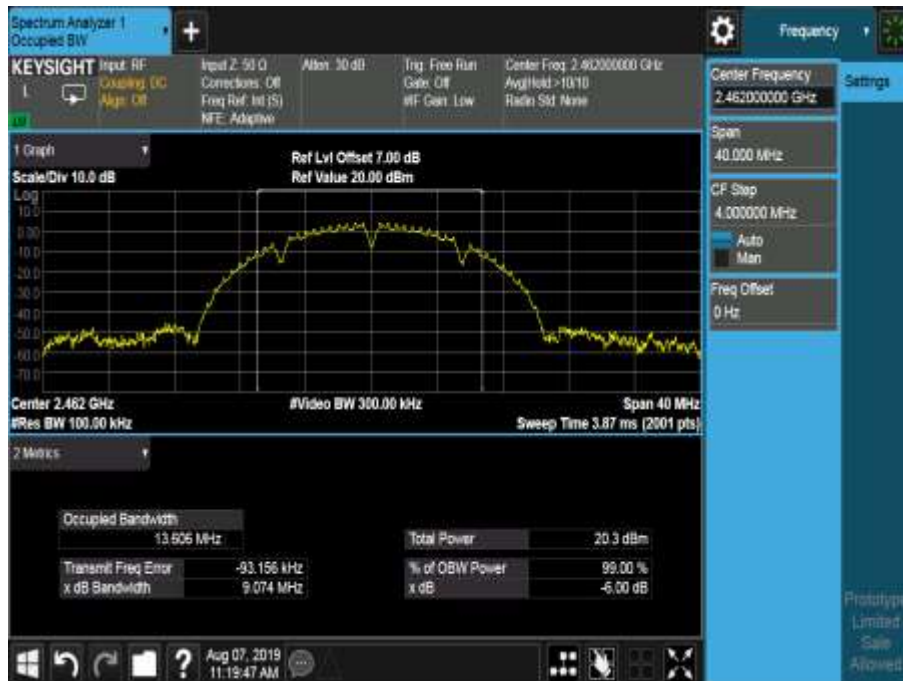 Spectrum Analyzer 1
Occupied BW
+
Frequency
KEYSIGHT
Input: RF
Coupling: DC
Align: Off
Input Z: 50 Ω
Corrections: Off
Freq Ref: Int (S)
NFE: Adaptive
Atten: 30 dB
Trig: Free Run
Gate: Off
#IF Gain: Low
Center Freq: 2.462000000 GHz
Avg|Hold:>10/10
Radio Std: None
L
Center Frequency
2.462000000 GHz
Settings
Span
40.000 MHz
CF Step
4.000000 MHz
Auto
Man
Freq Offset
0 Hz
1 Graph
Scale/Div 10.0 dB
Ref Lvl Offset 7.00 dB
Ref Value 20.00 dBm
Log
10.0
0.00
-10.0
-20.0
-30.0
-40.0
-50.0
-60.0
-70.0
Center 2.462 GHz
#Video BW 300.00 kHz
Span 40 MHz
#Res BW 100.00 kHz
Sweep Time 3.87 ms (2001 pts)
2 Metrics
Occupied Bandwidth
13.606 MHz
Total Power
20.3 dBm
Transmit Freq Error
-93.156 kHz
% of OBW Power
99.00 %
x dB Bandwidth
9.074 MHz
x dB
-6.00 dB
Prototype
Limited
Sale
Allowed
?
Aug 07, 2019
11:19:47 AM